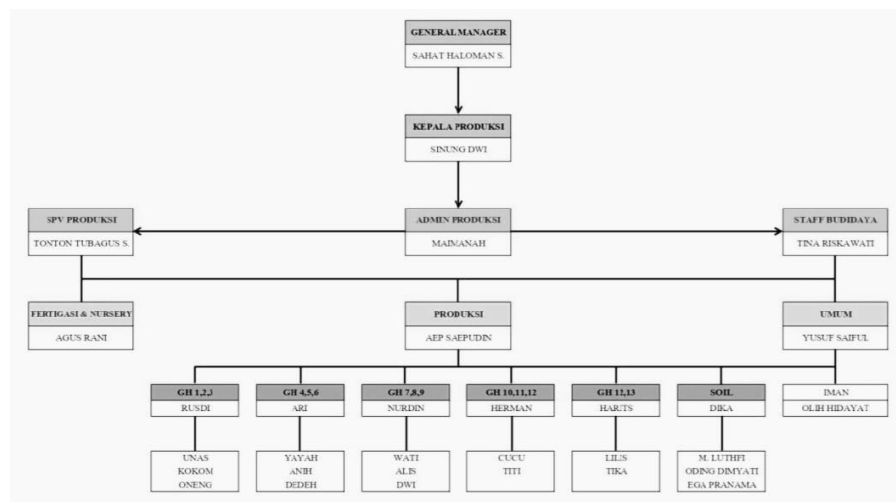 GENERAL MANAGER
SAHAT HALOMAN S.
KEPALA PRODUKSI
SINUNG DWI
SPV PRODUKSI
TONTON TUBAGUS S.
ADMIN PRODUKSI
MAIMANAH
STAFF BUDIDAYA
TINA RISKAWATI
FERTIGASI & NURSERY
AGUS RANI
PRODUKSI
AEP SAEPUDIN
UMUM
YUSUF SAIFUL
GH 1,2,3
RUSDI
GH 4,5,6
ARI
GH 7,8,9
NURDIN
GH 10,11,12
HERMAN
GH 12,13
HARITS
SOIL
DIKA
IMAN
OLIH HIDAYAT
UNAS
KOKOM
ONENG
YAYAH
ANIH
DEDEH
WATI
ALIS
DWI
CUCU
TITI
LILIS
TIKA
M. LUTHFI
ODING DIMYATI
EGA PRANAMA